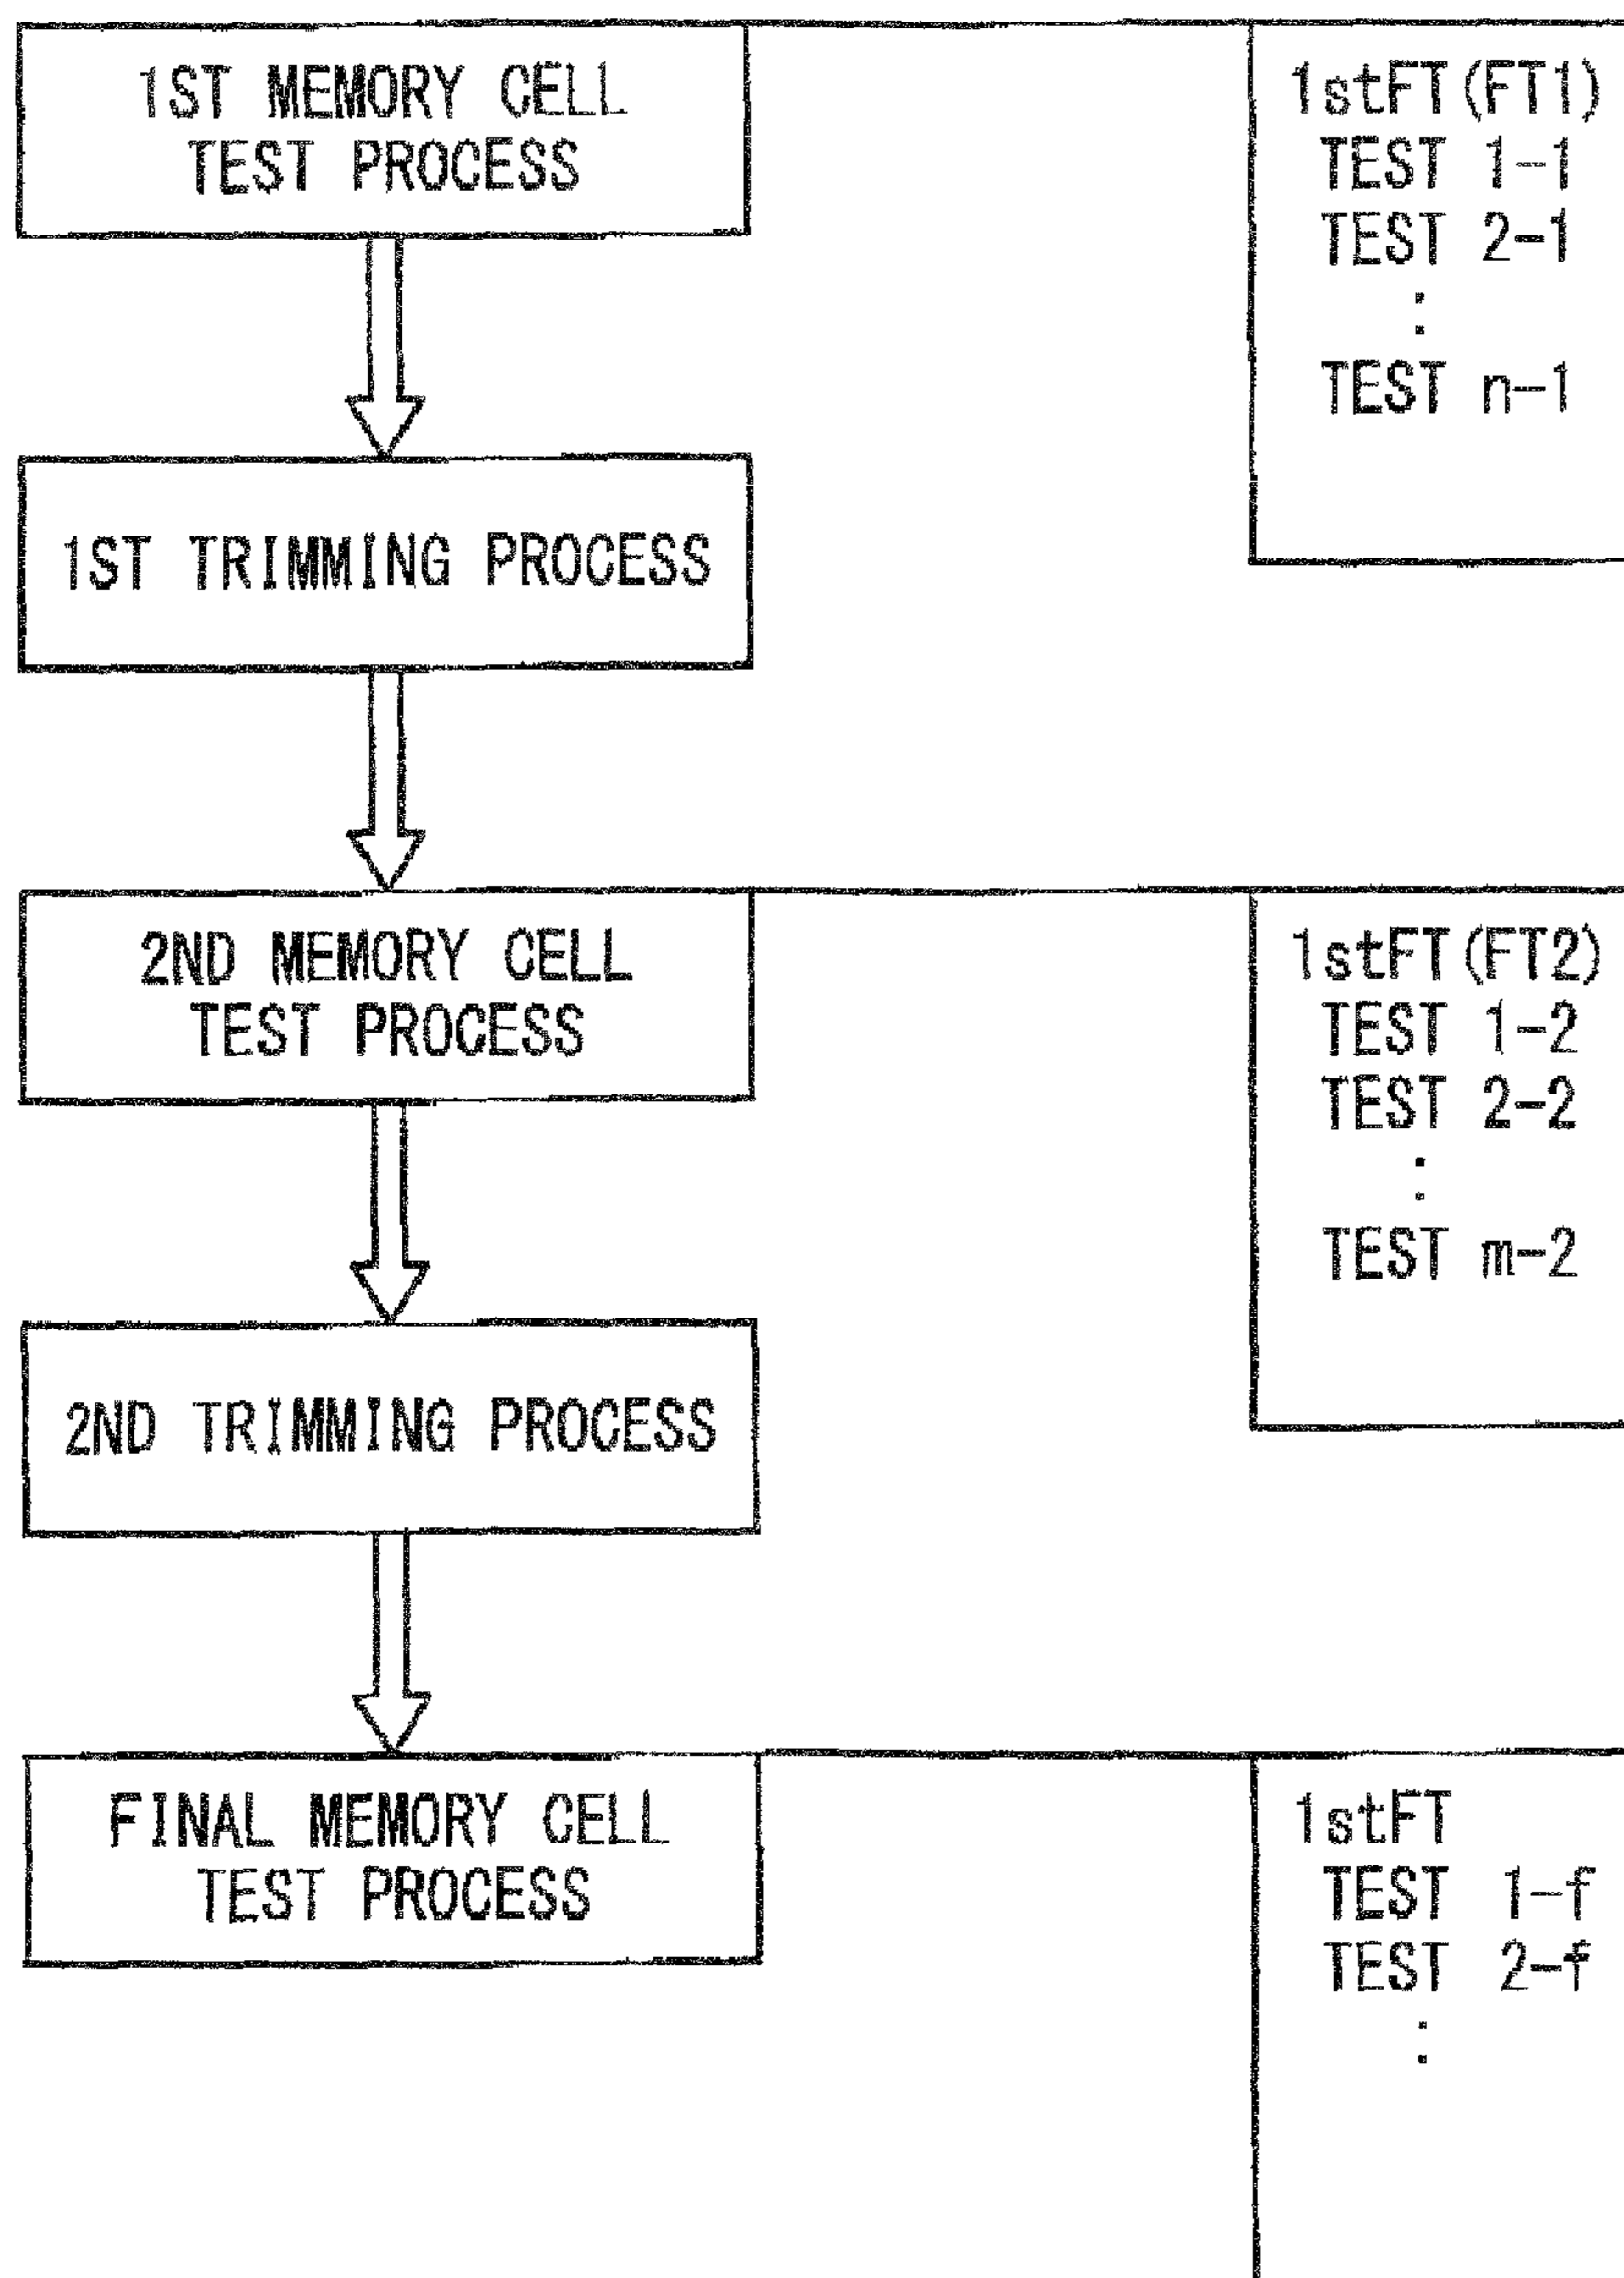 1ST MEMORY CELL
TEST PROCESS
1stFT(FT1)
TEST 1-1
TEST 2-1
:
TEST n-1
1ST TRIMMING PROCESS
2ND MEMORY CELL
TEST PROCESS
1stFT(FT2)
TEST 1-2
TEST 2-2
:
TEST m-2
2ND TRIMMING PROCESS
FINAL MEMORY CELL
TEST PROCESS
1stFT
TEST 1-f
TEST 2-f
: